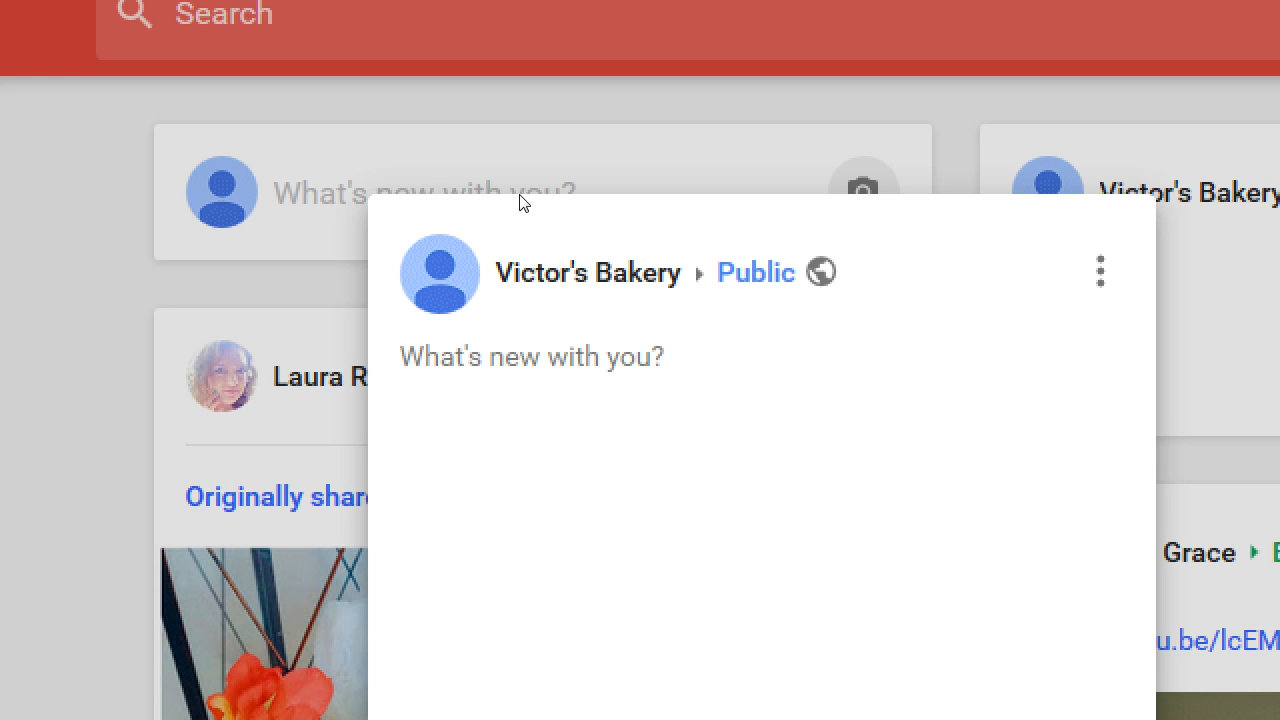 Search
What's new with you?
Victor's Bakery
Victor's Bakery Public
What's new with you?
Laura R
Originally shar
Grace
u.be/lcEM